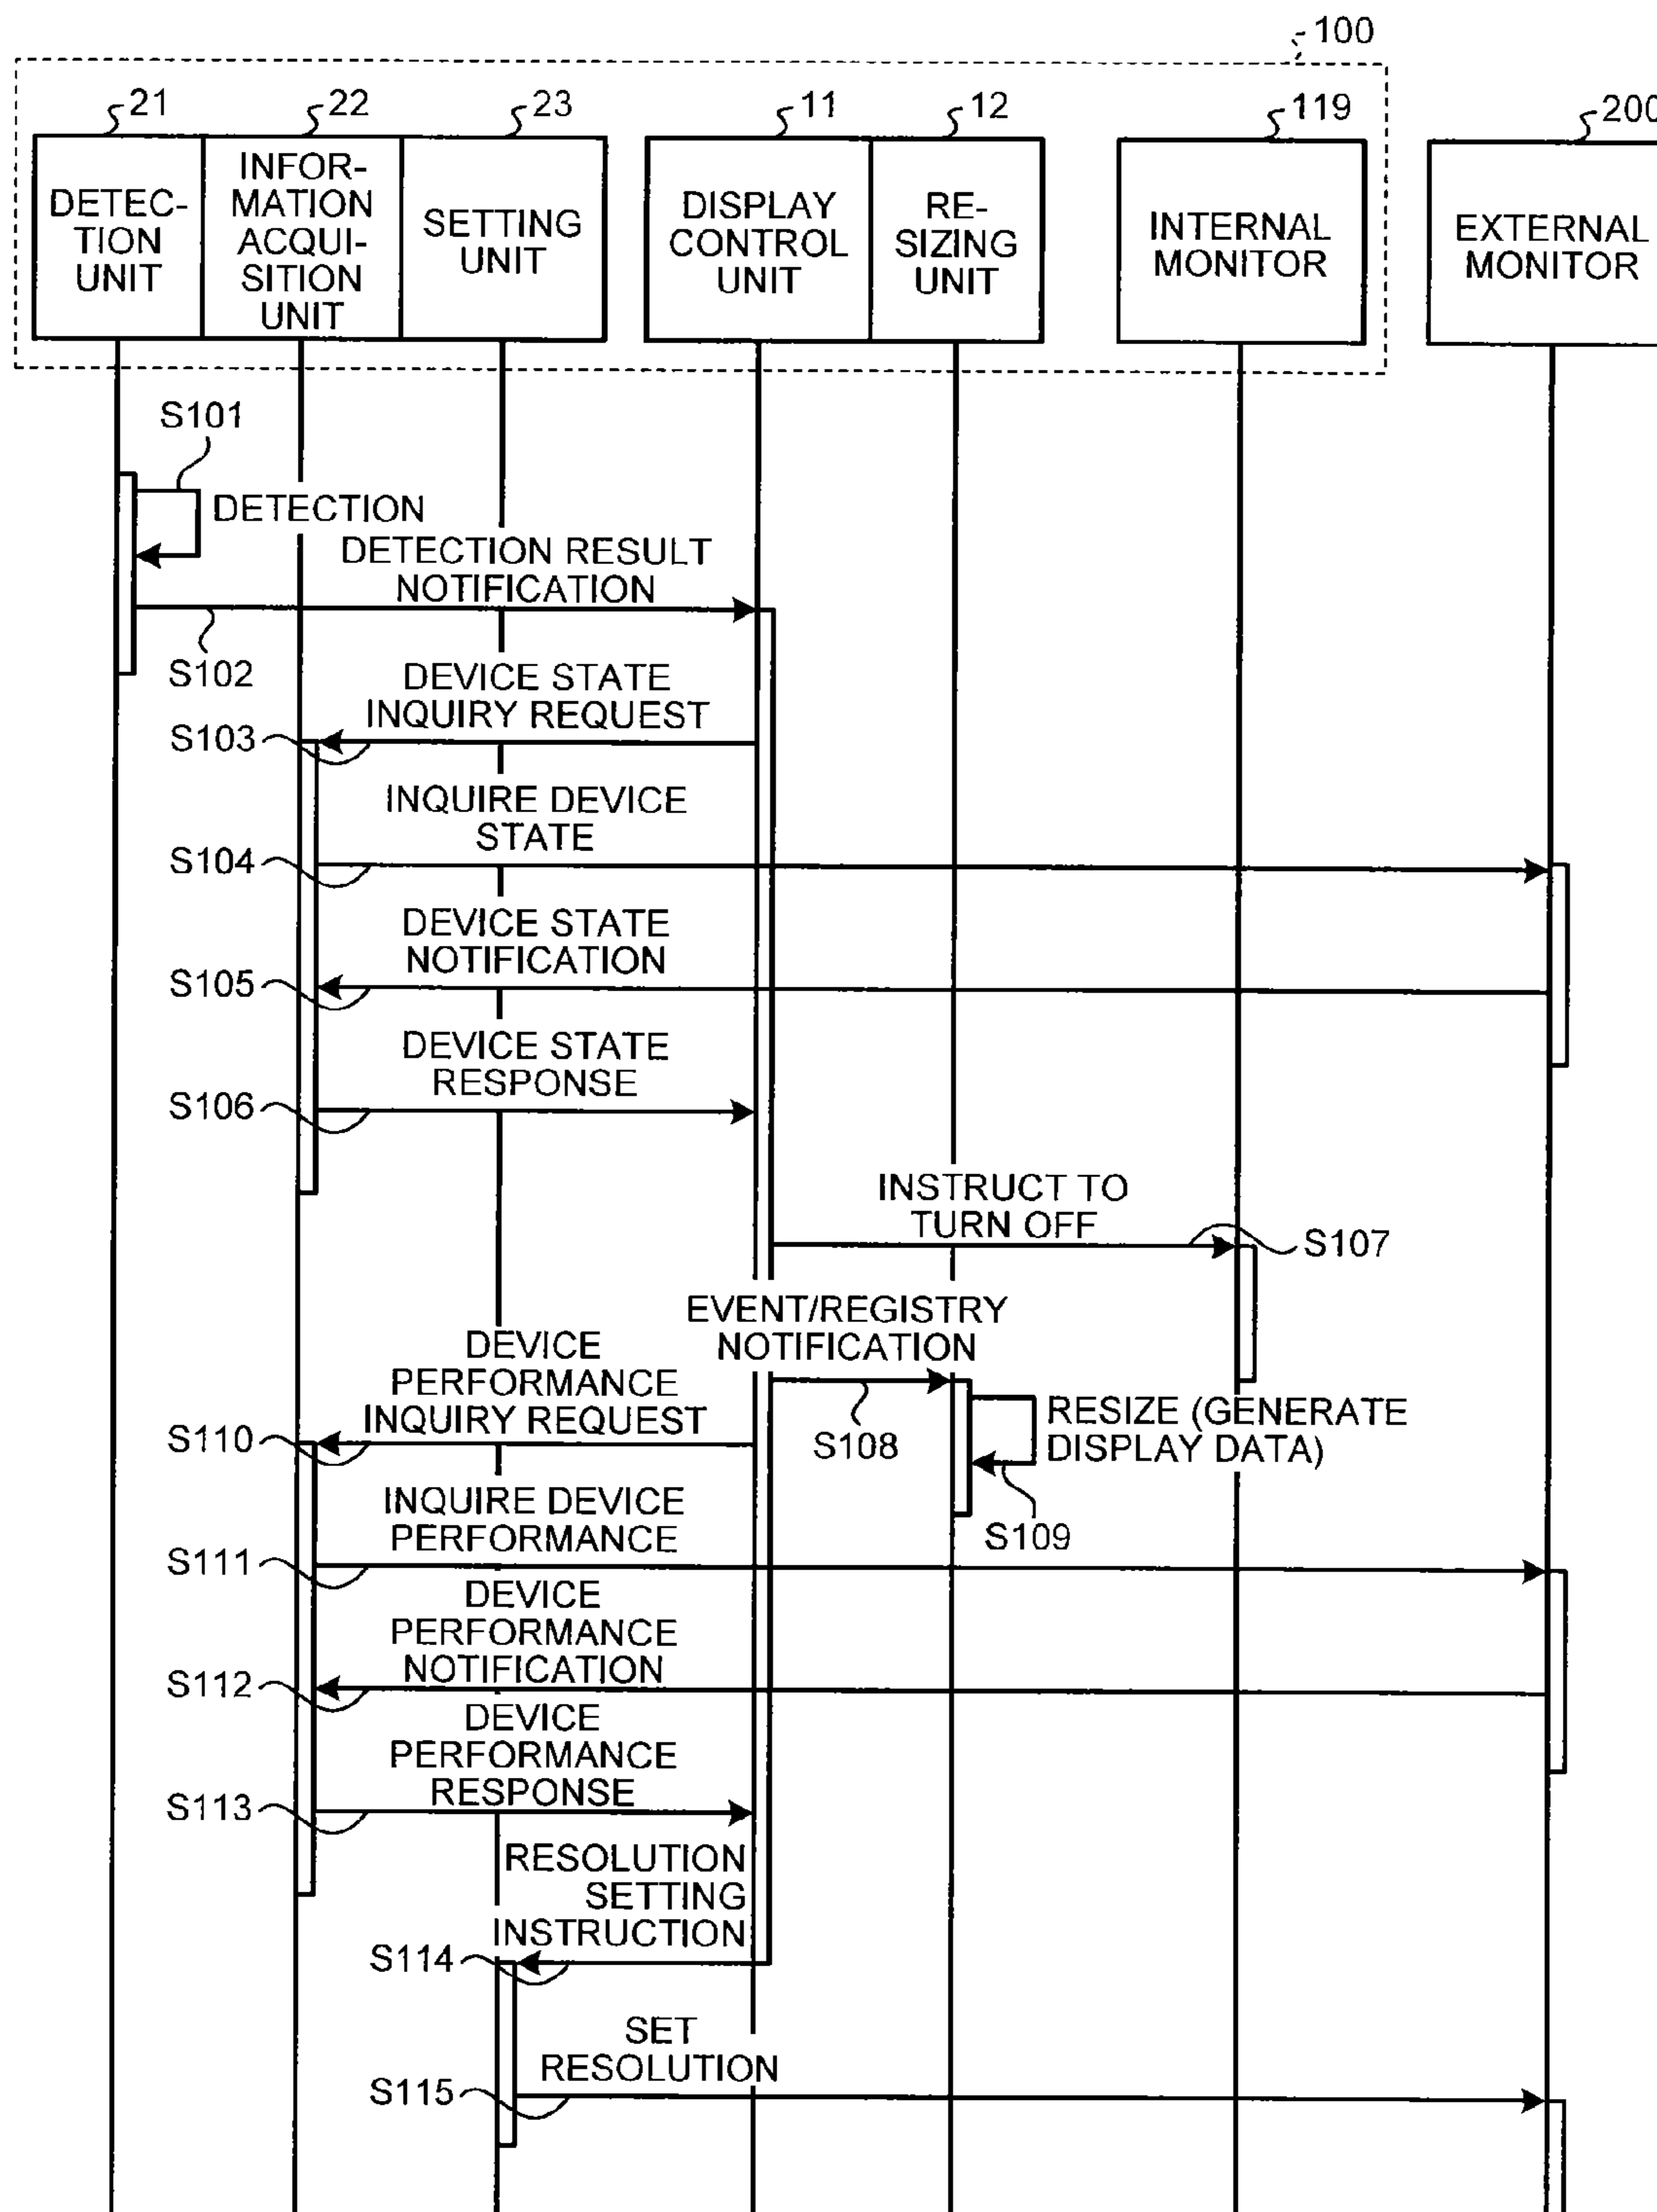 100
21
22
23
11
12
119
200
DETEC-
TION
UNIT
INFOR-
MATION
ACQUI-
SITION
UNIT
SETTING
UNIT
DISPLAY
CONTROL
UNIT
RE-
SIZING
UNIT
INTERNAL
MONITOR
EXTERNAL
MONITOR
S101
DETECTION
DETECTION RESULT
NOTIFICATION
S102
DEVICE STATE
INQUIRY REQUEST
S103
INQUIRE DEVICE
STATE
S104
DEVICE STATE
NOTIFICATION
S105
DEVICE STATE
RESPONSE
S106
INSTRUCT TO
TURN OFF
S107
EVENT/REGISTRY
NOTIFICATION
S108
RESIZE (GENERATE
DISPLAY DATA)
S109
DEVICE
PERFORMANCE
INQUIRY REQUEST
S110
INQUIRE DEVICE
PERFORMANCE
S111
DEVICE
PERFORMANCE
NOTIFICATION
S112
DEVICE
PERFORMANCE
RESPONSE
S113
RESOLUTION
SETTING
INSTRUCTION
S114
SET
RESOLUTION
S115